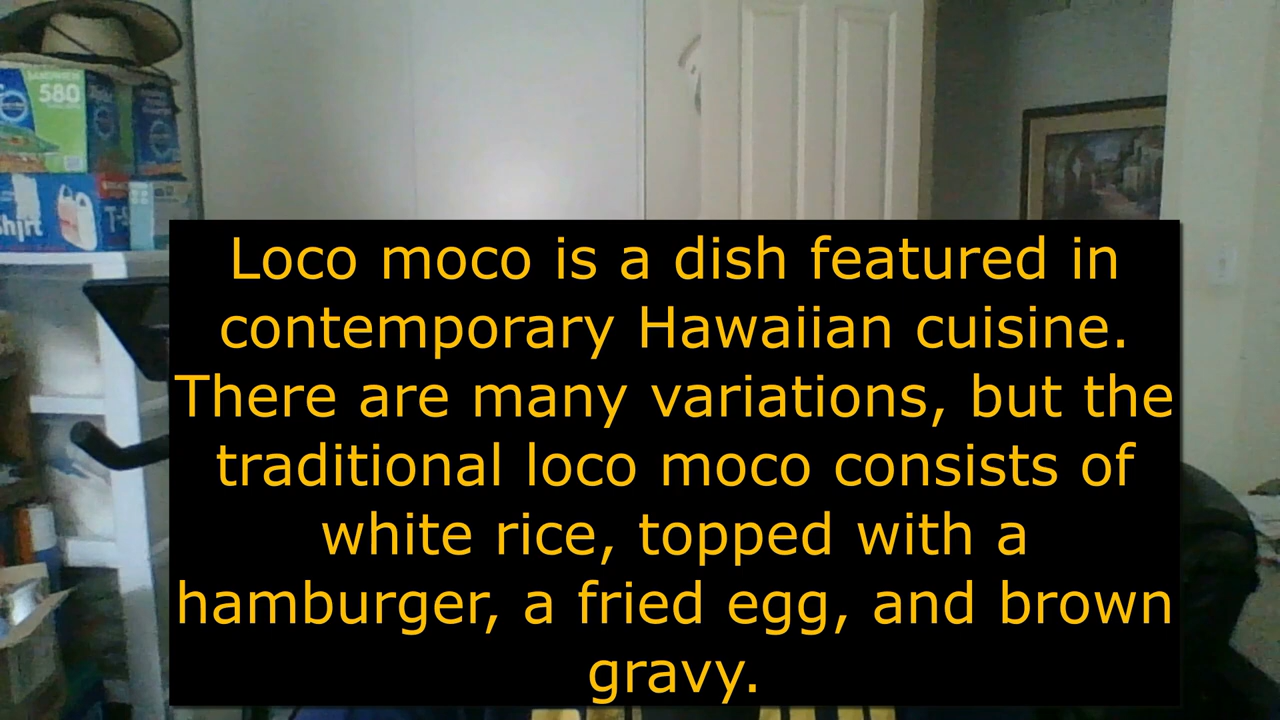 580
Loco moco is a dish featured in
contemporary Hawaiian cuisine.
There are many variations, but the
traditional loco moco consists of
white rice, topped with a
hamburger, a fried egg, and brown
gravy.